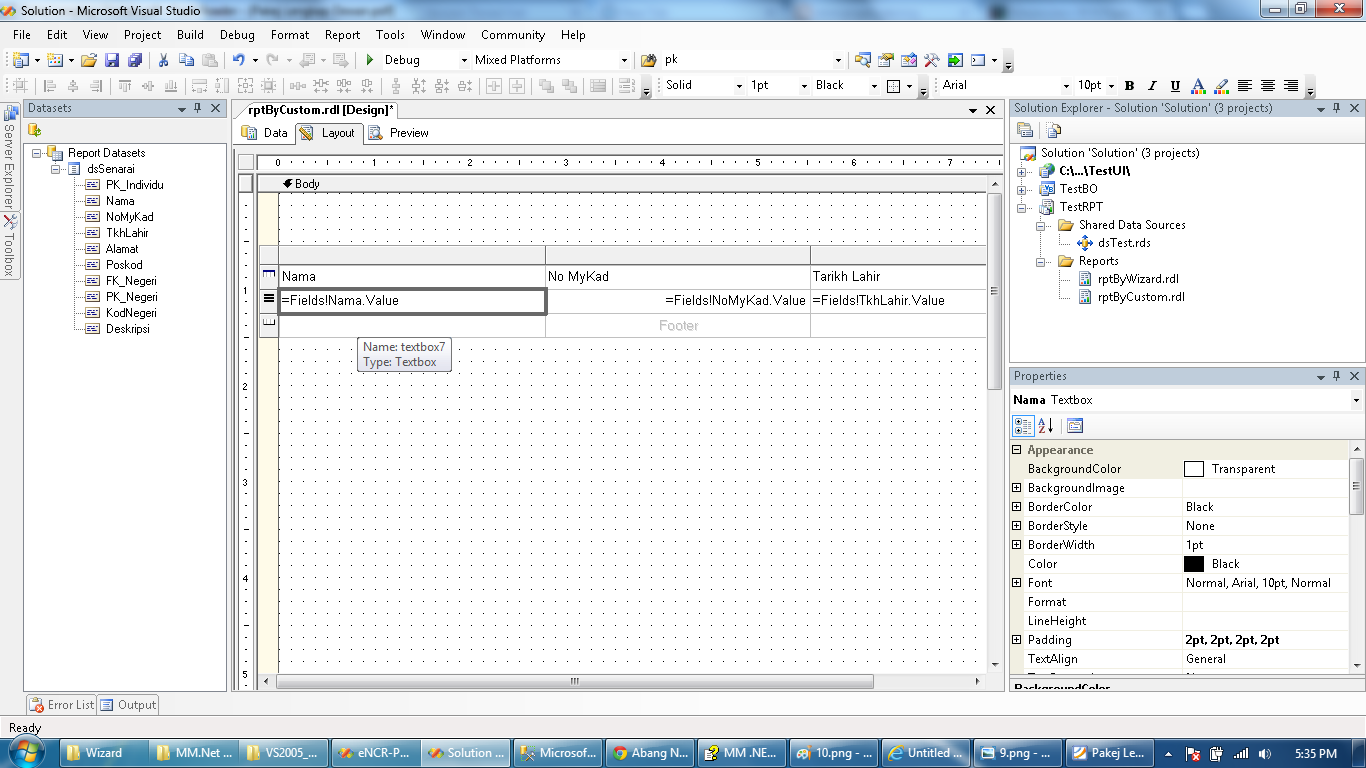 Solution - Microsoft Visual Studio
File Edit View Project Build Debug Format Report Tools Window Community Help
Debug Mixed Platforms pk
Solid 1pt Black Arial 10pt B I U A
Server Explorer
Toolbox
Datasets
Report Datasets
dsSenarai
PK_Individu
Nama
NoMyKad
TkhLahir
Alamat
Poskod
FK_Negeri
PK_Negeri
KodNegeri
Deskripsi
rptByCustom.rdl [Design]*
Data Layout Preview
0 1 2 3 4 5 6 7
Body
1
2
3
4
5
Nama No MyKad Tarikh Lahir
=Fields!Nama.Value =Fields!NoMyKad.Value =Fields!TkhLahir.Value
Footer
Name: textbox7
Type: Textbox
Solution Explorer - Solution 'Solution' (3 projects)
Solution 'Solution' (3 projects)
C:\...\TestUI\
TestBO
TestRPT
Shared Data Sources
dsTest.rds
Reports
rptByWizard.rdl
rptByCustom.rdl
Properties
Nama Textbox
Appearance
BackgroundColor Transparent
BackgroundImage
BorderColor Black
BorderStyle None
BorderWidth 1pt
Color Black
Font Normal, Arial, 10pt, Normal
Format
LineHeight
Padding 2pt, 2pt, 2pt, 2pt
TextAlign General
BackgroundColor
Error List Output
Ready
Wizard MM.Net ... VS2005_... eNCR-P... Solution ... Microsof... Abang N... MM .NE... 10.png - ... Untitled ... 9.png - ... Pakej Le... 5:35 PM